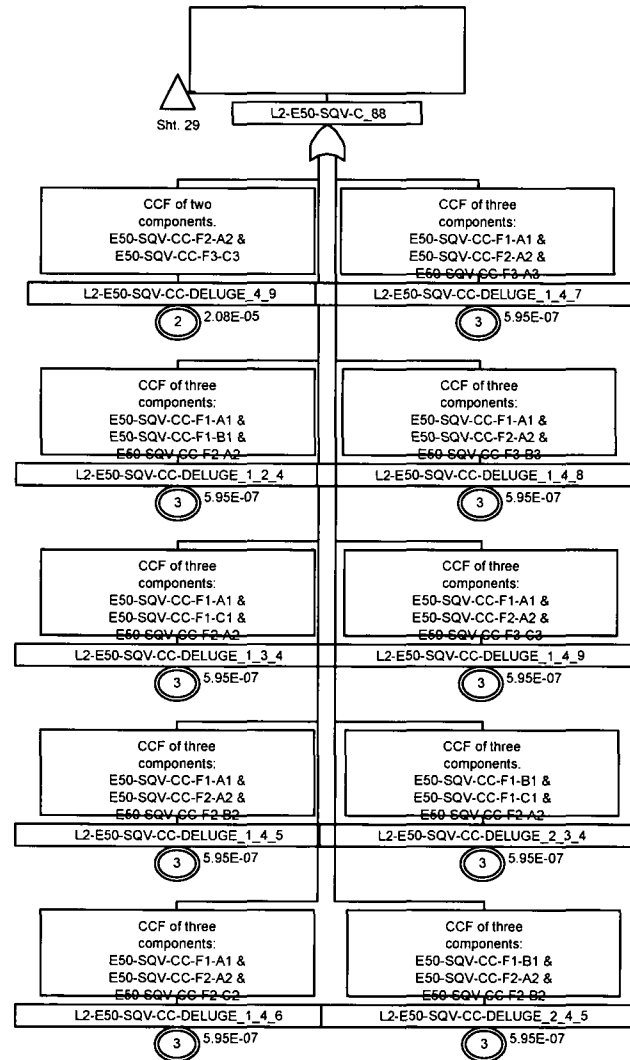 Sht. 29
L2-E50-SQV-C_88
CCF of two
components.
E50-SQV-CC-F2-A2 &
E50-SQV-CC-F3-C3
L2-E50-SQV-CC-DELUGE_4_9
2
2.08E-05
CCF of three
components:
E50-SQV-CC-F1-A1 &
E50-SQV-CC-F2-A2 &
E50-SQV-CC-F3-A3
L2-E50-SQV-CC-DELUGE_1_4_7
3
5.95E-07
CCF of three
components:
E50-SQV-CC-F1-A1 &
E50-SQV-CC-F1-B1 &
E50-SQV-CC-F2-A2
L2-E50-SQV-CC-DELUGE_1_2_4
3
5.95E-07
CCF of three
components:
E50-SQV-CC-F1-A1 &
E50-SQV-CC-F2-A2 &
E50-SQV-CC-F3-B3
L2-E50-SQV-CC-DELUGE_1_4_8
3
5.95E-07
CCF of three
components:
E50-SQV-CC-F1-A1 &
E50-SQV-CC-F1-C1 &
E50-SQV-CC-F2-A2
L2-E50-SQV-CC-DELUGE_1_3_4
3
5.95E-07
CCF of three
components:
E50-SQV-CC-F1-A1 &
E50-SQV-CC-F2-A2 &
E50-SQV-CC-F3-C3
L2-E50-SQV-CC-DELUGE_1_4_9
3
5.95E-07
CCF of three
components:
E50-SQV-CC-F1-A1 &
E50-SQV-CC-F2-A2 &
E50-SQV-CC-F2-B2
L2-E50-SQV-CC-DELUGE_1_4_5
3
5.95E-07
CCF of three
components.
E50-SQV-CC-F1-B1 &
E50-SQV-CC-F1-C1 &
E50-SQV-CC-F2-A2
L2-E50-SQV-CC-DELUGE_2_3_4
3
5.95E-07
CCF of three
components:
E50-SQV-CC-F1-A1 &
E50-SQV-CC-F2-A2 &
E50-SQV-CC-F2-C2
L2-E50-SQV-CC-DELUGE_1_4_6
3
5.95E-07
CCF of three
components:
E50-SQV-CC-F1-B1 &
E50-SQV-CC-F2-A2 &
E50-SQV-CC-F2-B2
L2-E50-SQV-CC-DELUGE_2_4_5
3
5.95E-07